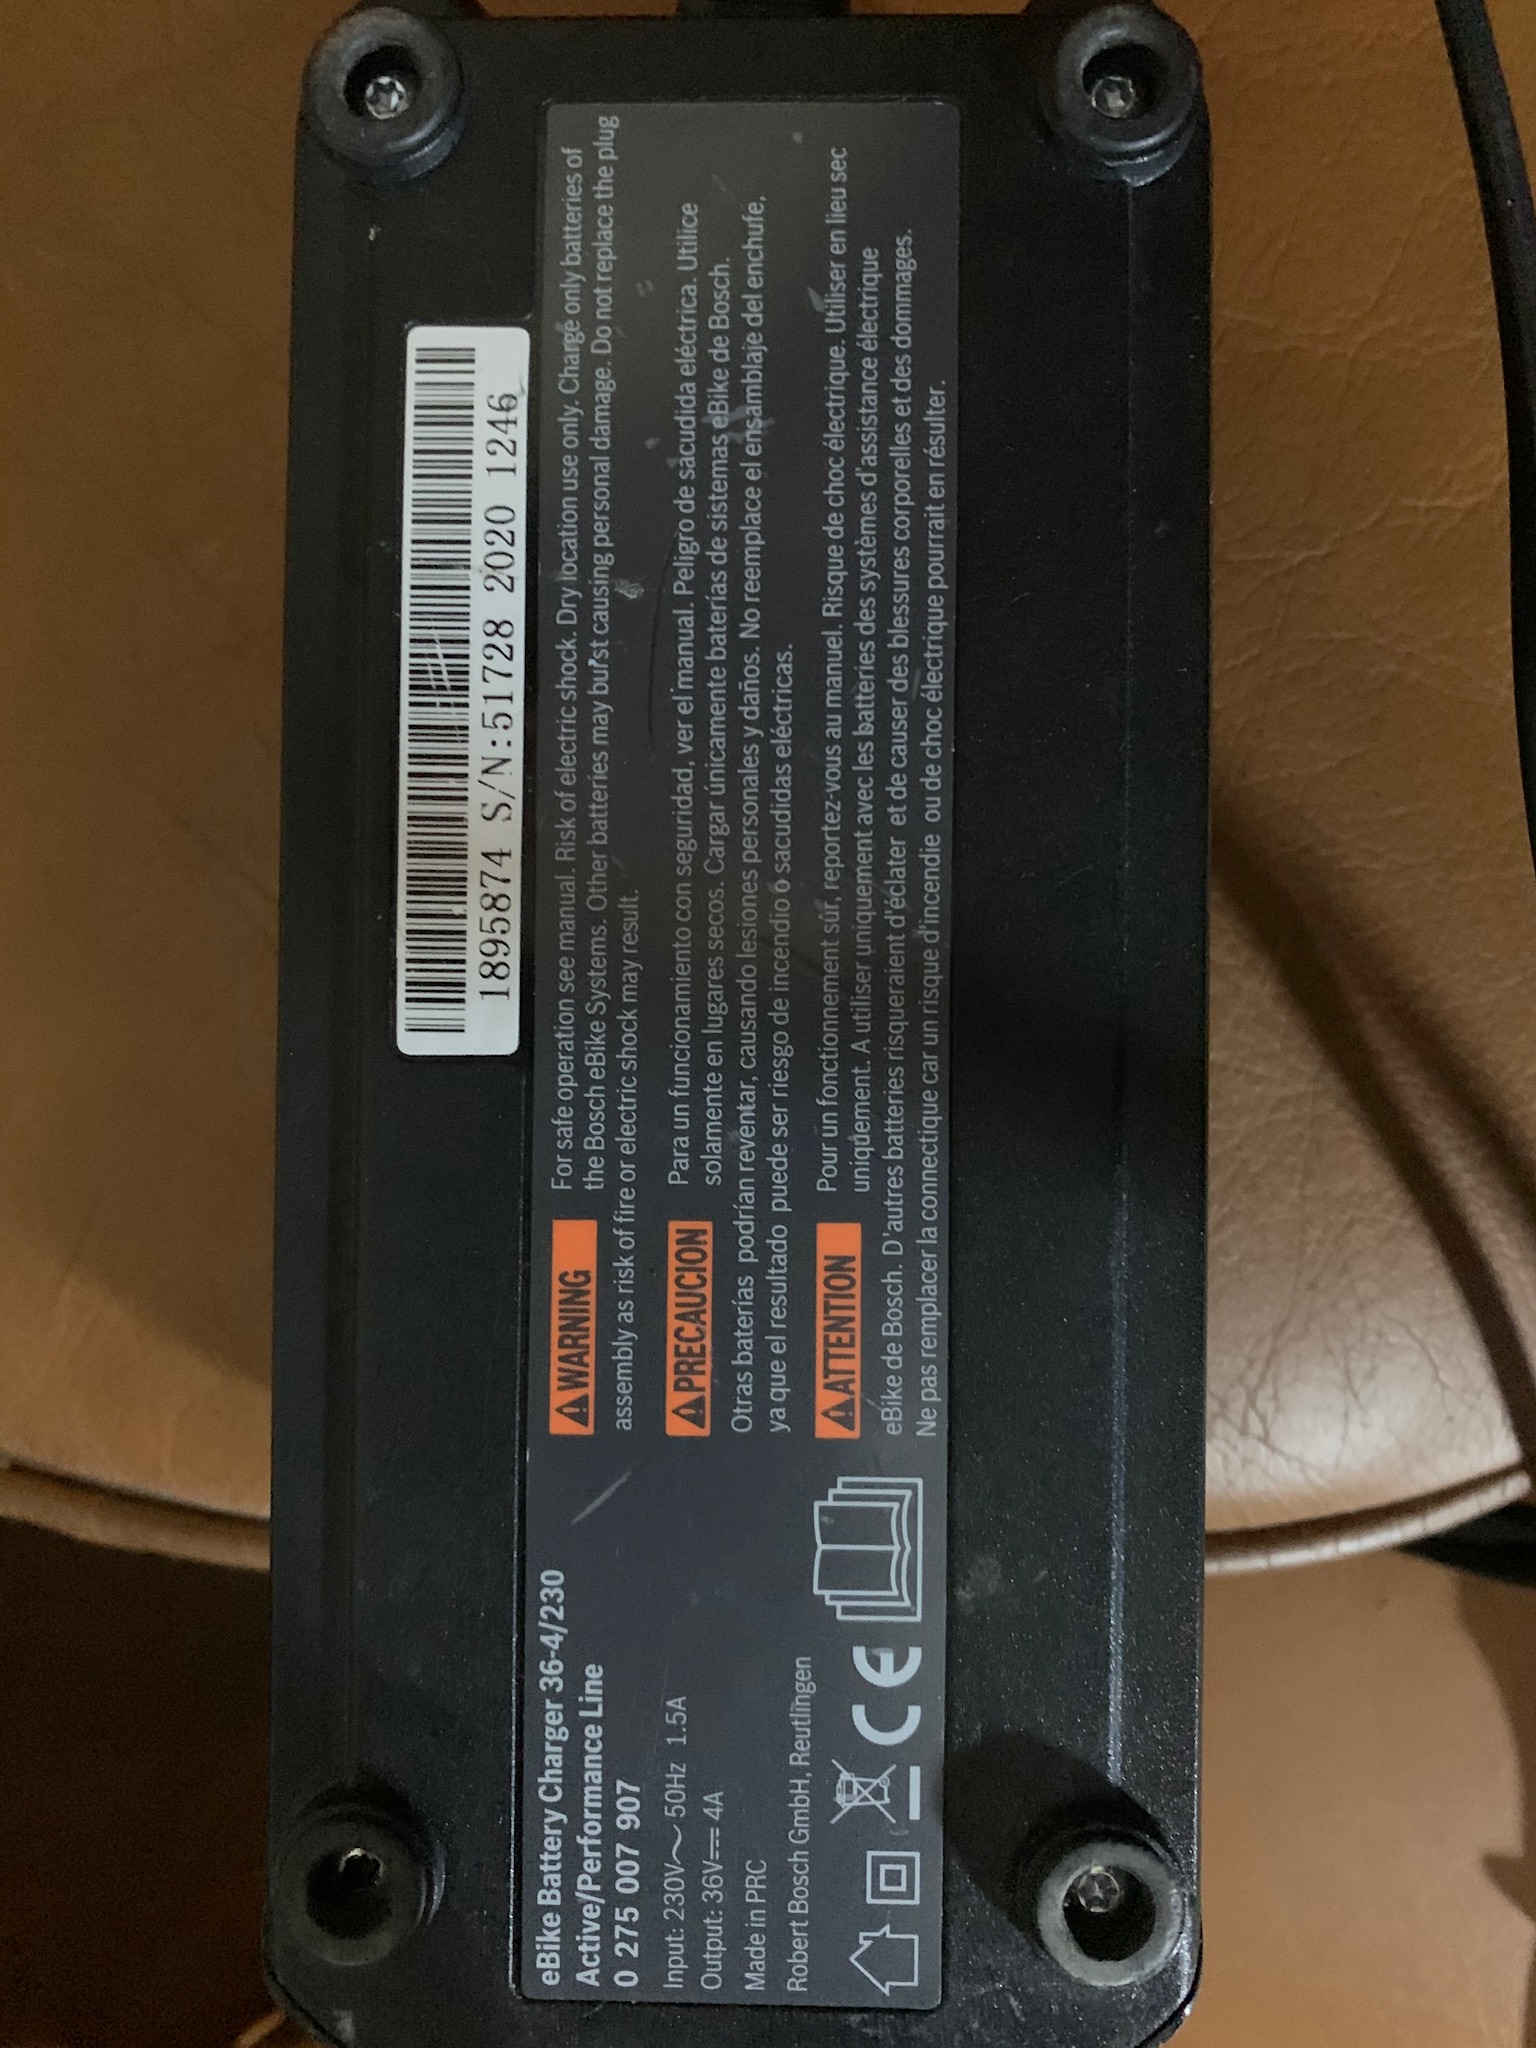 1895874 S/N:51728 2020 1246
eBike Battery Charger 36-4/230
Active/Performance Line
0 275 007 907
Input: 230V~ 50Hz 1.5A
Output: 36V⎓ 4A
Made in PRC
Robert Bosch GmbH, Reutlingen
CE
⚠WARNING For safe operation see manual. Risk of electric shock. Dry location use only. Charge only batteries of
the Bosch eBike Systems. Other batteries may burst causing personal damage. Do not replace the plug
assembly as risk of fire or electric shock may result.
⚠PRECAUCION Para un funcionamiento con seguridad, ver el manual. Peligro de sacudida eléctrica. Utilice
solamente en lugares secos. Cargar únicamente baterías de sistemas eBike de Bosch.
Otras baterías podrían reventar, causando lesiones personales y daños. No reemplace el ensamblaje del enchufe,
ya que el resultado puede ser riesgo de incendio o sacudidas eléctricas.
⚠ATTENTION Pour un fonctionnement sûr, reportez-vous au manuel. Risque de choc électrique. Utiliser en lieu sec
uniquement. A utiliser uniquement avec les batteries des systèmes d'assistance électrique
eBike de Bosch. D'autres batteries risqueraient d'éclater et de causer des blessures corporelles et des dommages.
Ne pas remplacer la connectique car un risque d'incendie ou de choc électrique pourrait en résulter.